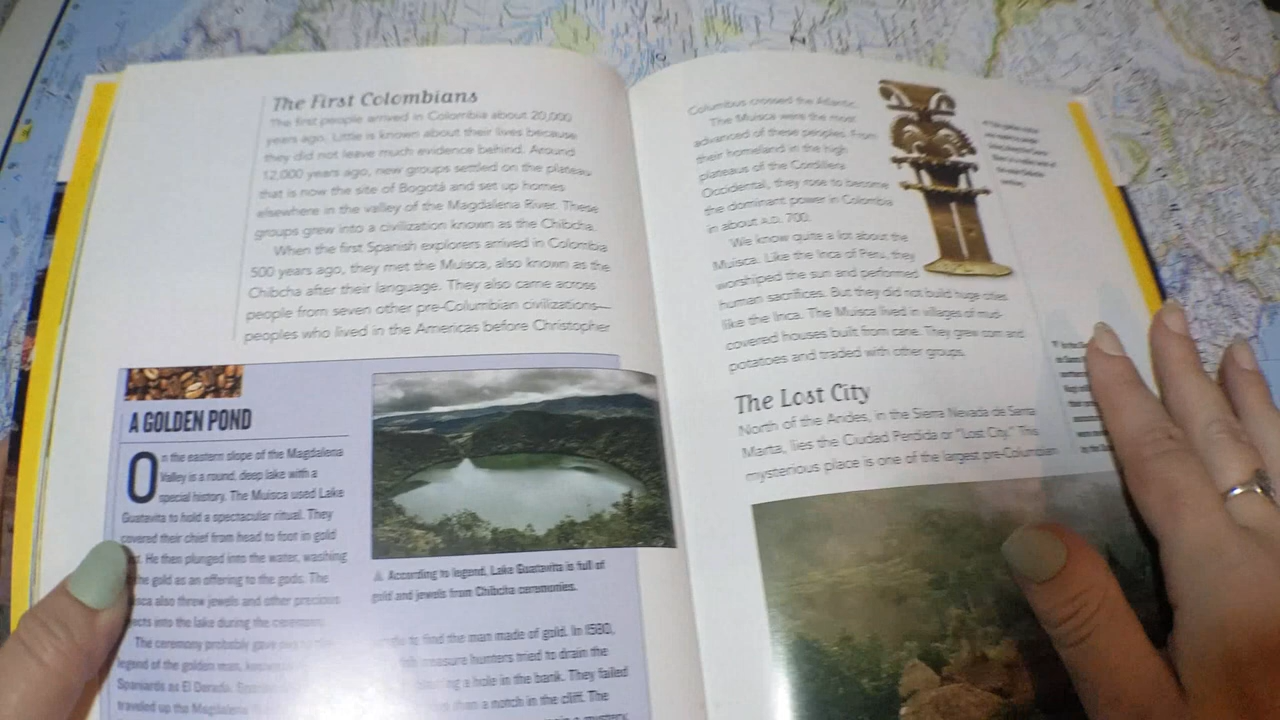 The First Colombians
The first people arrived in Colombia about 20,000
years ago. Little is known about their lives because
they did not leave much evidence behind. Around
12,000 years ago, new groups settled on the plateau
that is now the site of Bogotá and set up homes
elsewhere in the valley of the Magdalena River. These
groups grew into a civilization known as the Chibcha.
When the first Spanish explorers arrived in Colombia
500 years ago, they met the Muisca, also known as the
Chibcha after their language. They also came across
people from seven other pre-Columbian civilizations—
peoples who lived in the Americas before Christopher
A GOLDEN POND
On the eastern slope of the Magdalena
Valley is a round, deep lake with a
special history. The Muisca used Lake
Guatavita to hold a spectacular ritual. They
covered their chief from head to foot in gold
He then plunged into the water, washing
the gold as an offering to the gods. The
sca also threw jewels and other precious
ects into the lake during the ceremony.
The ceremony probably gave
legend of the golden man,
Spaniards as El Dorado.
traveled up the Magdalena
According to legend, Lake Guatavita is full of
gold and jewels from Chibcha ceremonies.
to find the man made of gold. In 1580,
treasure hunters tried to drain the
a hole in the bank. They failed
than a notch in the cliff. The
a mystery
Columbus crossed the Atlantic.
The Muisca were the most
advanced of these peoples. From
their homeland in the high
plateaus of the Cordillera
Occidental, they rose to become
the dominant power in Colombia
in about A.D. 700.
We know quite a lot about the
Muisca. Like the Inca of Peru, they
worshiped the sun and performed
human sacrifices. But they did not build huge cities
like the Inca. The Muisca lived in villages of mud-
covered houses built from cane. They grew corn and
potatoes and traded with other groups.
The Lost City
North of the Andes, in the Sierra Nevada de Santa
Marta, lies the Ciudad Perdida or "Lost City." This
mysterious place is one of the largest pre-Columbian